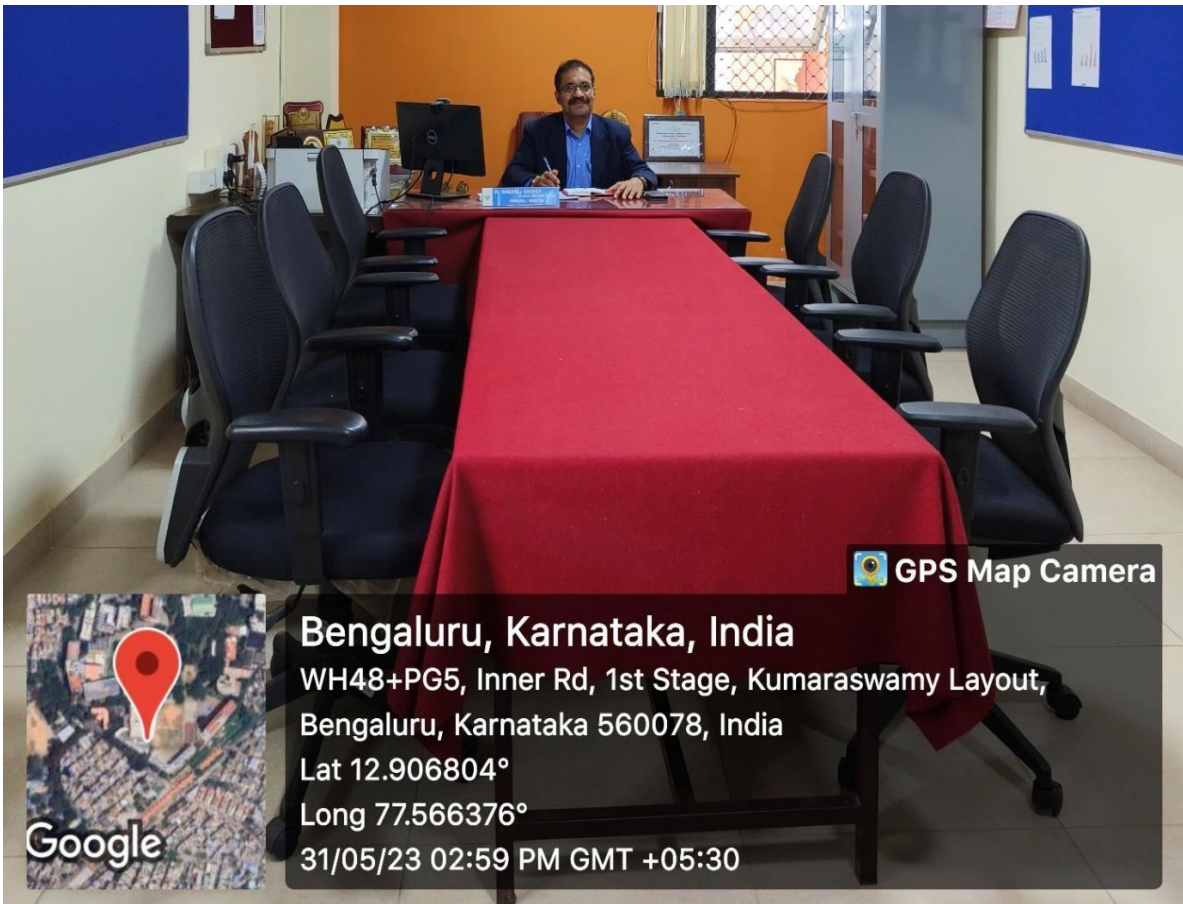 DELL
GPS Map Camera
Bengaluru, Karnataka, India
WH48+PG5, Inner Rd, 1st Stage, Kumaraswamy Layout,
Bengaluru, Karnataka 560078, India
Lat 12.906804°
Long 77.566376°
31/05/23 02:59 PM GMT +05:30
Google